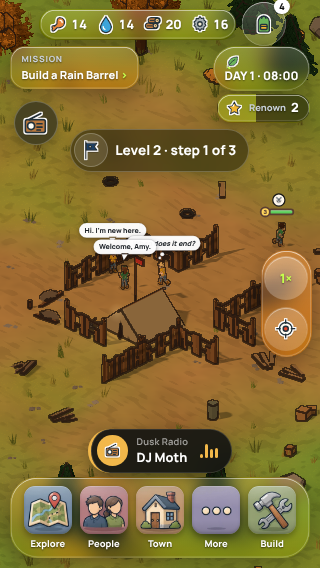 14 14 20 16
4
MISSION
Build a Rain Barrel ›
DAY 1 · 08:00
Renown 2
Level 2 · step 1 of 3
Hi. I'm new here.
Welcome, Amy.
does it end?
1×
Dusk Radio
DJ Moth
Explore People Town More Build